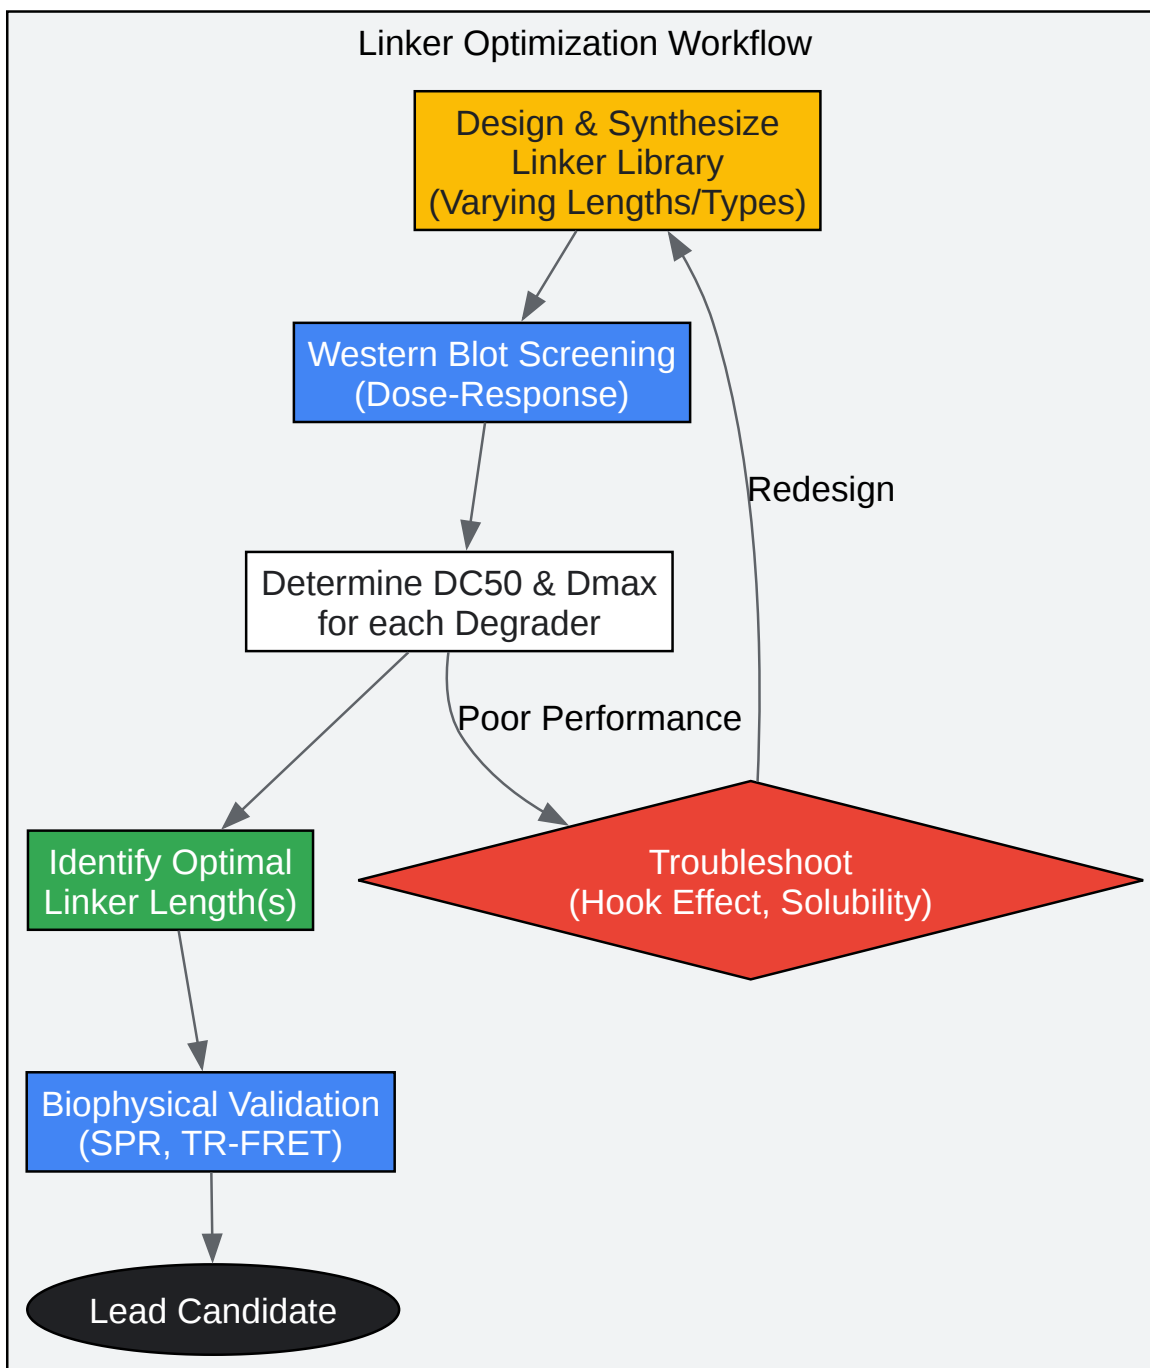 Linker Optimization Workflow
Design & Synthesize
Linker Library
(Varying Lengths/Types)
Western Blot Screening
(Dose-Response)
Redesign
Determine DC50 & Dmax
for each Degrader
Poor Performance
Identify Optimal
Linker Length(s)
Troubleshoot
(Hook Effect, Solubility)
Biophysical Validation
(SPR, TR-FRET)
Lead Candidate